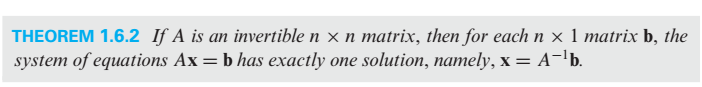 THEOREM 1.6.2 If A is an invertible n × n matrix, then for each n × 1 matrix b, the
system of equations Ax = b has exactly one solution, namely, x = A⁻¹b.